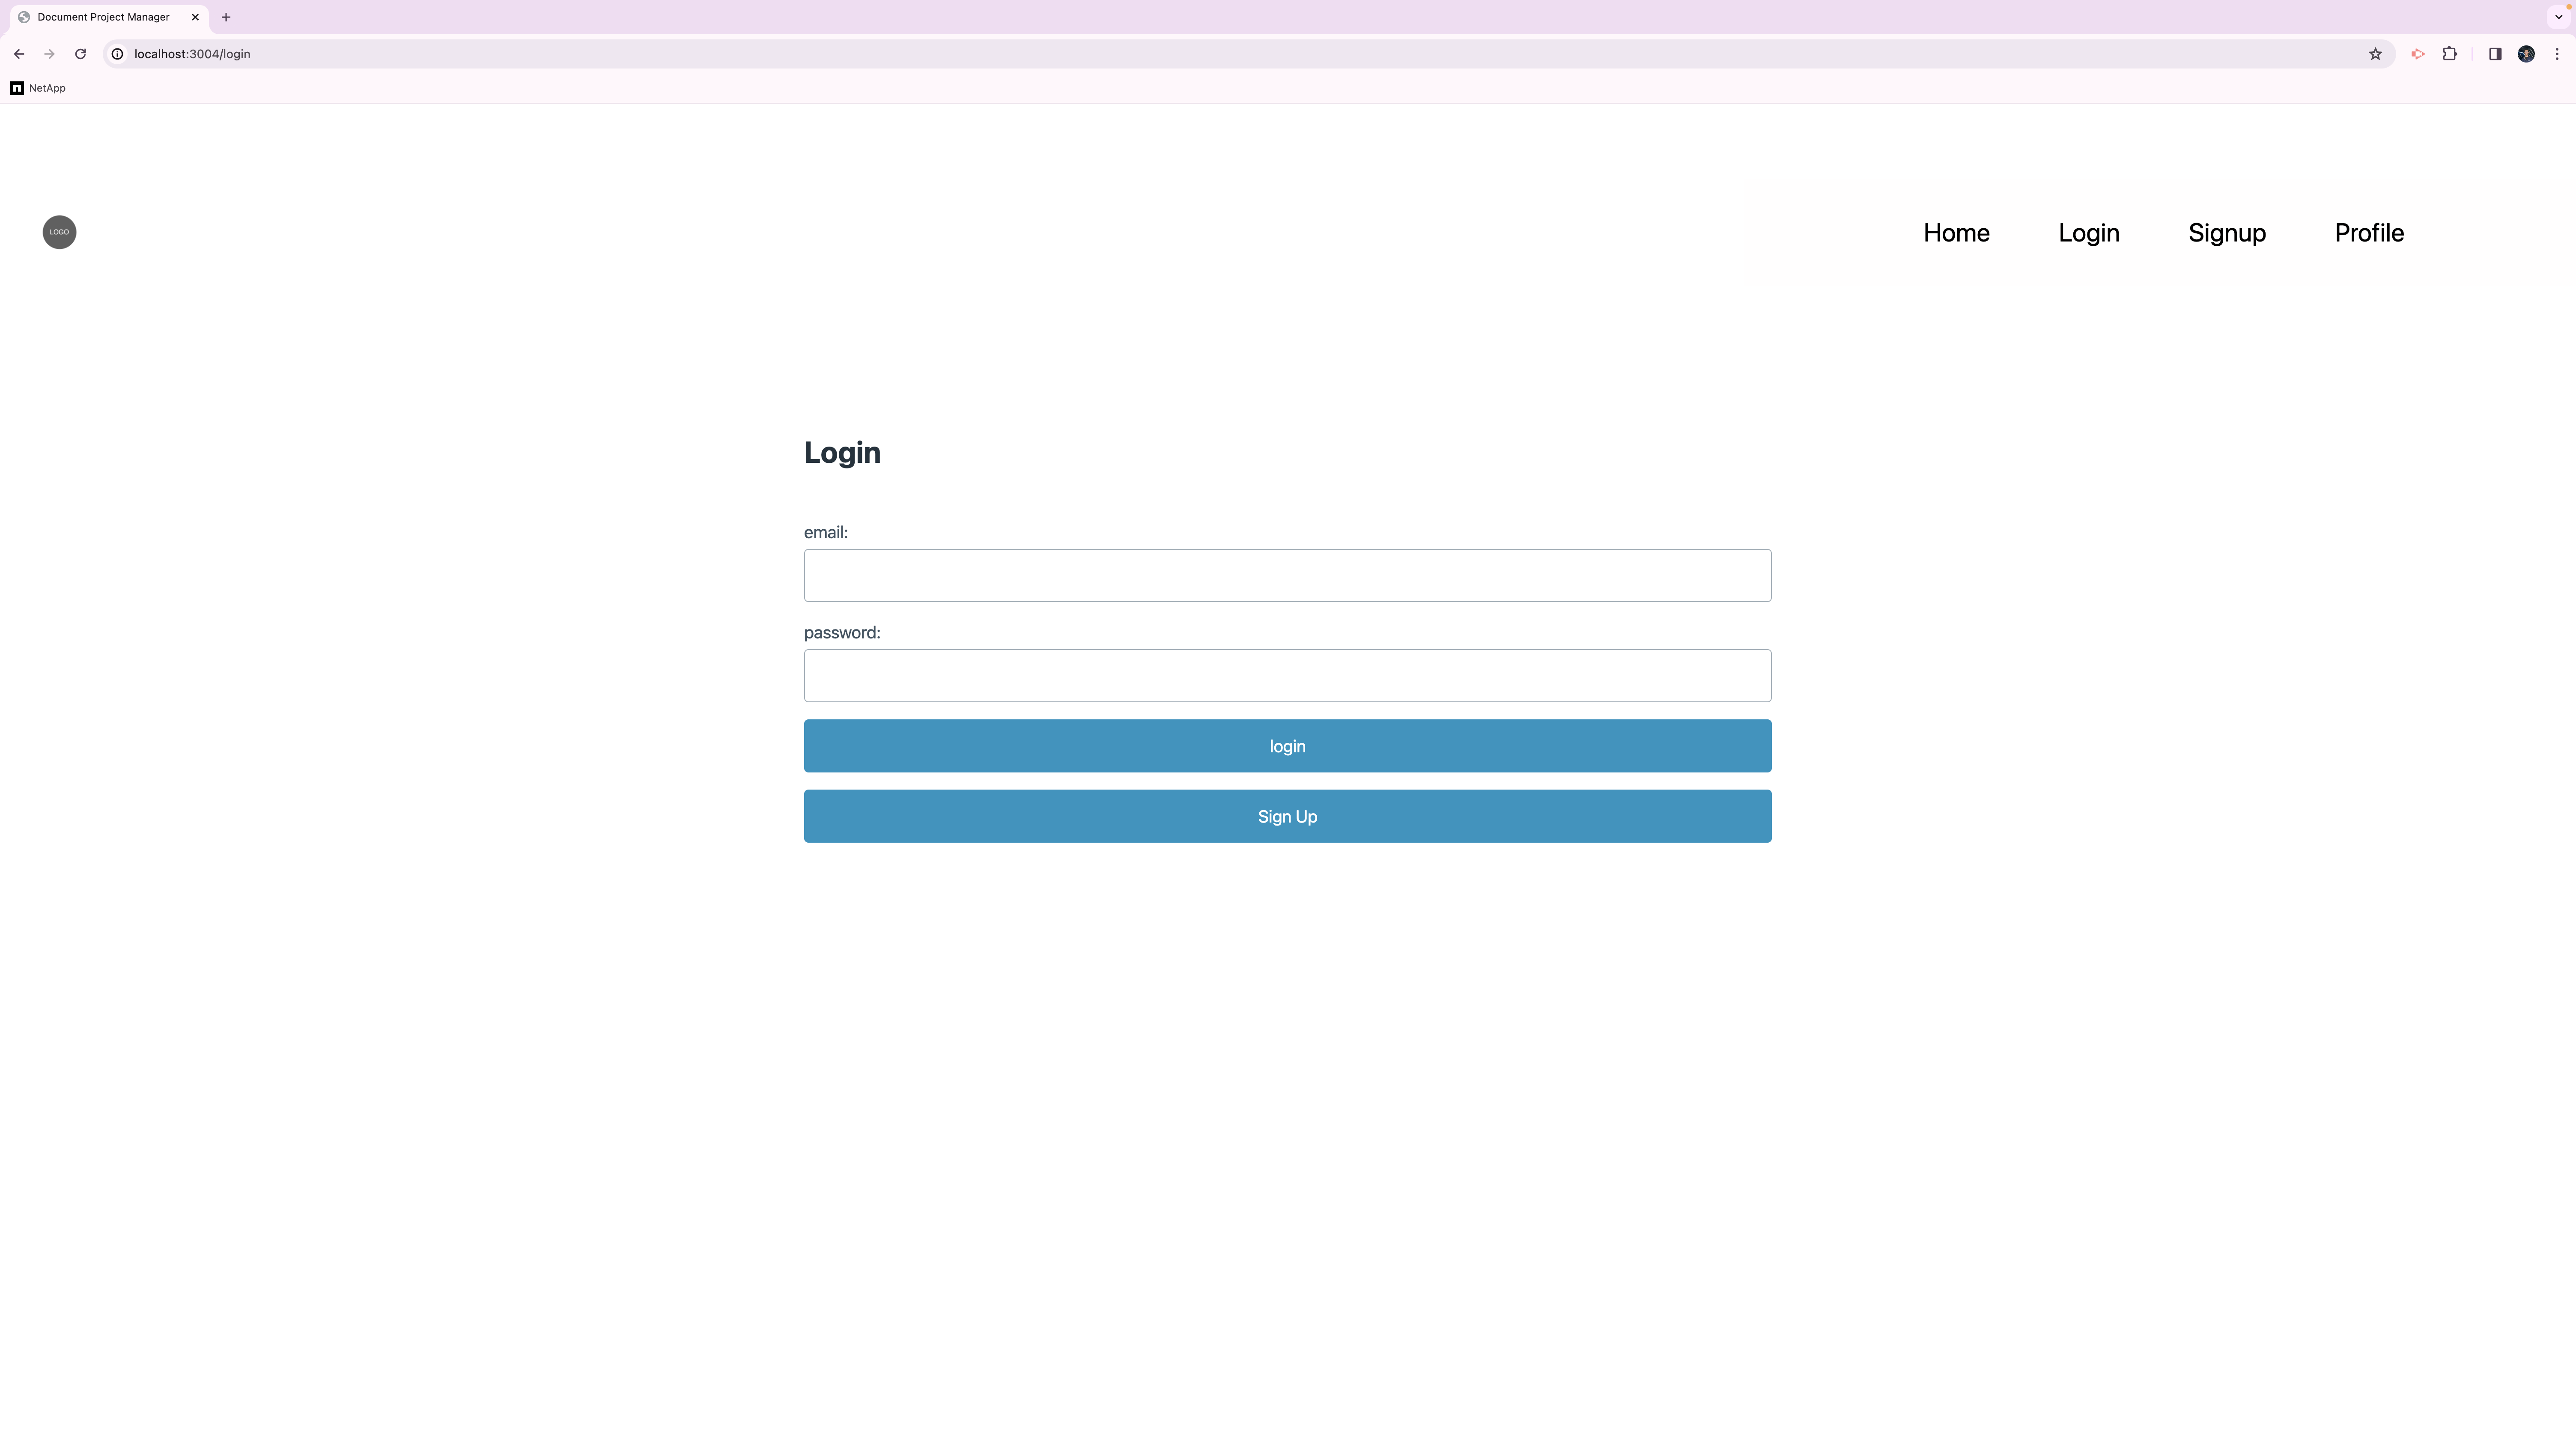 Document Project Manager
localhost:3004/login
NetApp
LOGO
Home Login Signup Profile
Login
email:
password:
login
Sign Up